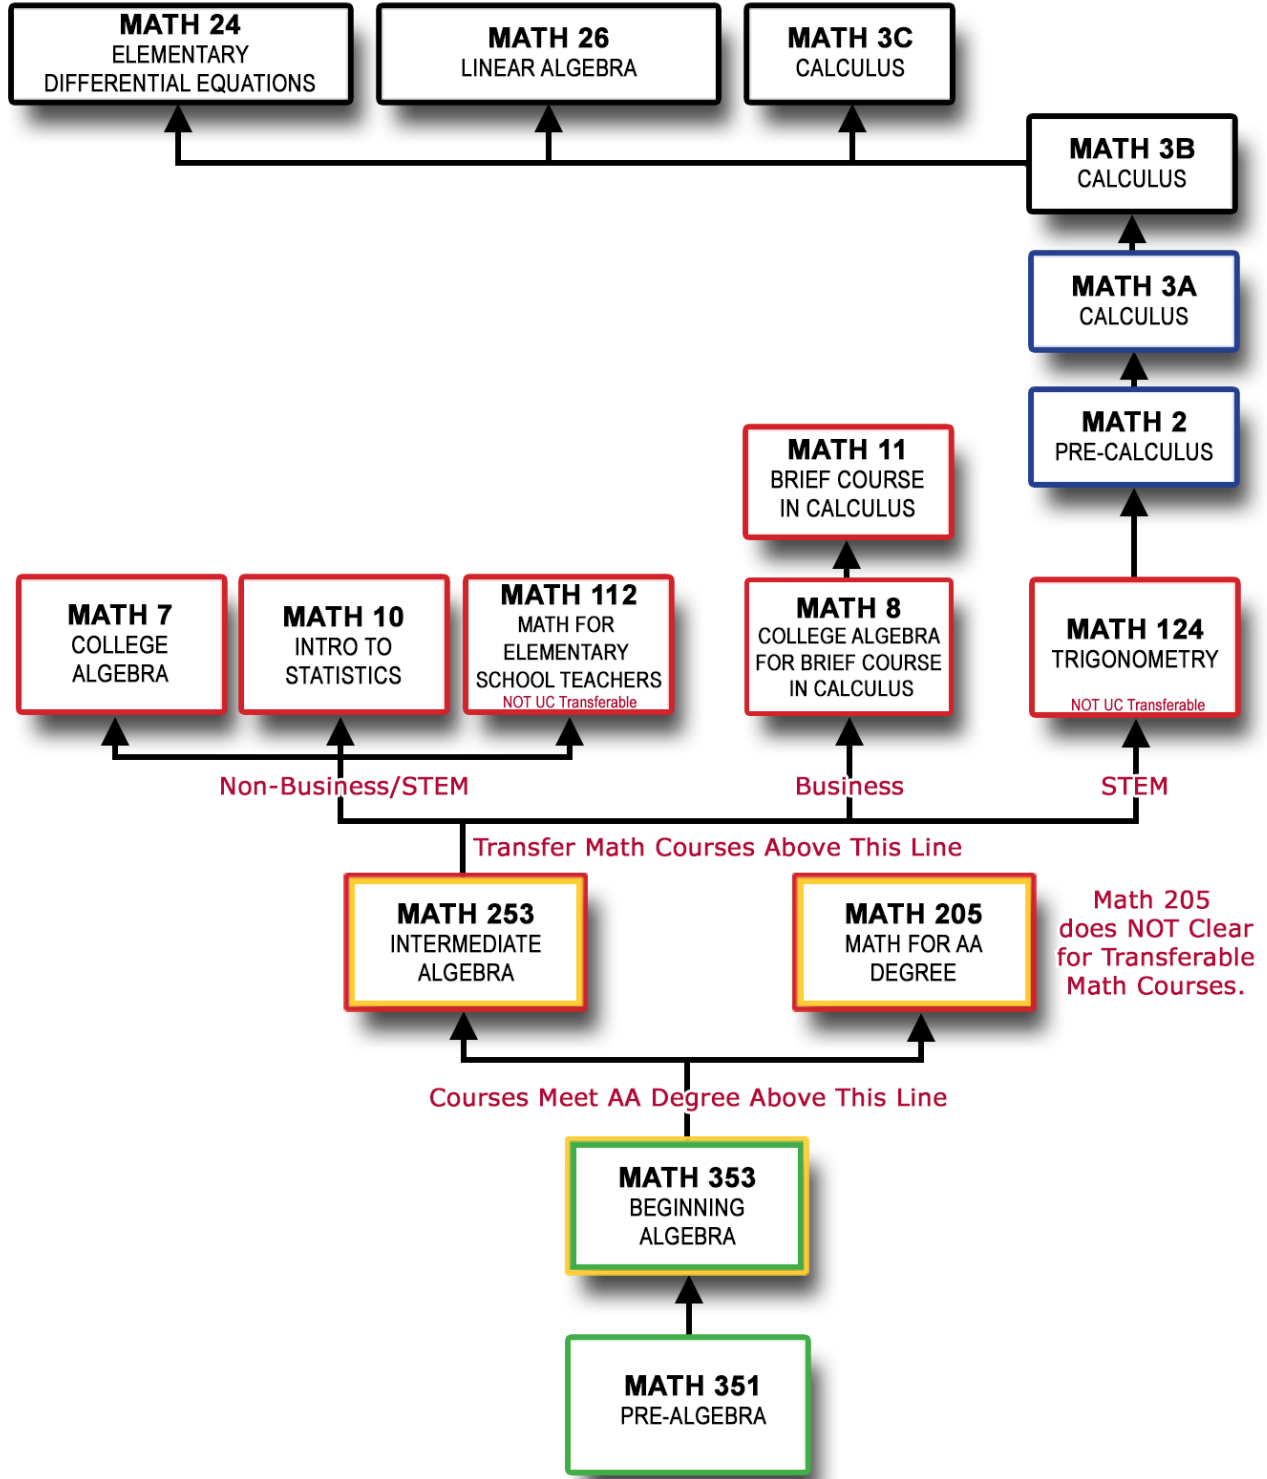 MATH 24
ELEMENTARY
DIFFERENTIAL EQUATIONS
MATH 26
LINEAR ALGEBRA
MATH 3C
CALCULUS
MATH 3B
CALCULUS
MATH 3A
CALCULUS
MATH 2
PRE-CALCULUS
MATH 11
BRIEF COURSE
IN CALCULUS
MATH 7
COLLEGE
ALGEBRA
MATH 10
INTRO TO
STATISTICS
MATH 112
MATH FOR
ELEMENTARY
SCHOOL TEACHERS
NOT UC Transferable
MATH 8
COLLEGE ALGEBRA
FOR BRIEF COURSE
IN CALCULUS
MATH 124
TRIGONOMETRY
NOT UC Transferable
Non-Business/STEM
Business
STEM
Transfer Math Courses Above This Line
MATH 253
INTERMEDIATE
ALGEBRA
MATH 205
MATH FOR AA
DEGREE
Math 205
does NOT Clear
for Transferable
Math Courses.
Courses Meet AA Degree Above This Line
MATH 353
BEGINNING
ALGEBRA
MATH 351
PRE-ALGEBRA